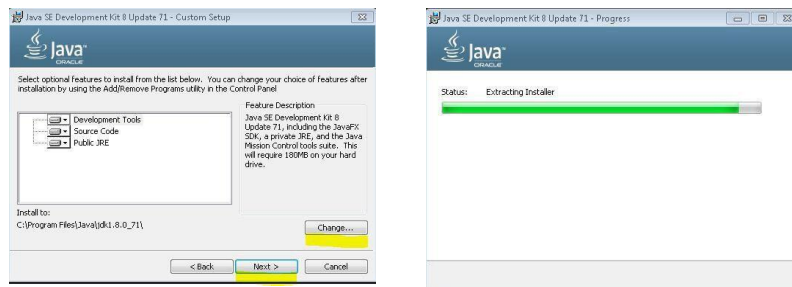 Java SE Development Kit 8 Update 71 - Custom Setup
Java™
ORACLE
Select optional features to install from the list below. You can change your choice of features after
installation by using the Add/Remove Programs utility in the Control Panel
Development Tools
Source Code
Public JRE
Feature Description
Java SE Development Kit 8
Update 71, including the JavaFX
SDK, a private JRE, and the Java
Mission Control tools suite. This
will require 180MB on your hard
drive.
Install to:
C:\Program Files\Java\jdk1.8.0_71\
Change...
< Back
Next >
Cancel
Java SE Development Kit 8 Update 71 - Progress
Java™
ORACLE
Status: Extracting Installer